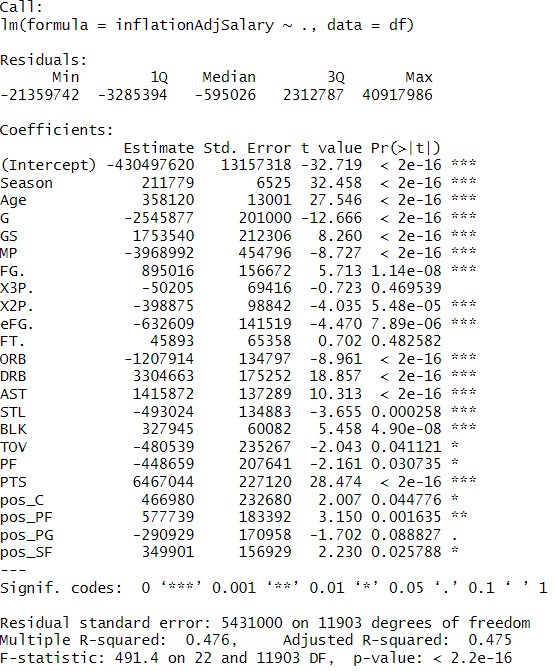 Call:
lm(formula = inflationAdjSalary ~ ., data = df)
Residuals:
Min 1Q Median 3Q Max
-21359742 -3285394 -595026 2312787 40917986
Coefficients:
Estimate Std. Error t value Pr(>|t|)
(Intercept) -430497620 13157318 -32.719 < 2e-16 ***
Season 211779 6525 32.458 < 2e-16 ***
Age 358120 13001 27.546 < 2e-16 ***
G -2545877 201000 -12.666 < 2e-16 ***
GS 1753540 212306 8.260 < 2e-16 ***
MP -3968992 454796 -8.727 < 2e-16 ***
FG. 895016 156672 5.713 1.14e-08 ***
X3P. -50205 69416 -0.723 0.469539
X2P. -398875 98842 -4.035 5.48e-05 ***
eFG. -632609 141519 -4.470 7.89e-06 ***
FT. 45893 65358 0.702 0.482582
ORB -1207914 134797 -8.961 < 2e-16 ***
DRB 3304663 175252 18.857 < 2e-16 ***
AST 1415872 137289 10.313 < 2e-16 ***
STL -493024 134883 -3.655 0.000258 ***
BLK 327945 60082 5.458 4.90e-08 ***
TOV -480539 235267 -2.043 0.041121 *
PF -448659 207641 -2.161 0.030735 *
PTS 6467044 227120 28.474 < 2e-16 ***
pos_C 466980 232680 2.007 0.044776 *
pos_PF 577739 183392 3.150 0.001635 **
pos_PG -290929 170958 -1.702 0.088827 .
pos_SF 349901 156929 2.230 0.025788 *
---
Signif. codes: 0 ‘***’ 0.001 ‘**’ 0.01 ‘*’ 0.05 ‘.’ 0.1 ‘ ’ 1
Residual standard error: 5431000 on 11903 degrees of freedom
Multiple R-squared: 0.476, Adjusted R-squared: 0.475
F-statistic: 491.4 on 22 and 11903 DF, p-value: < 2.2e-16